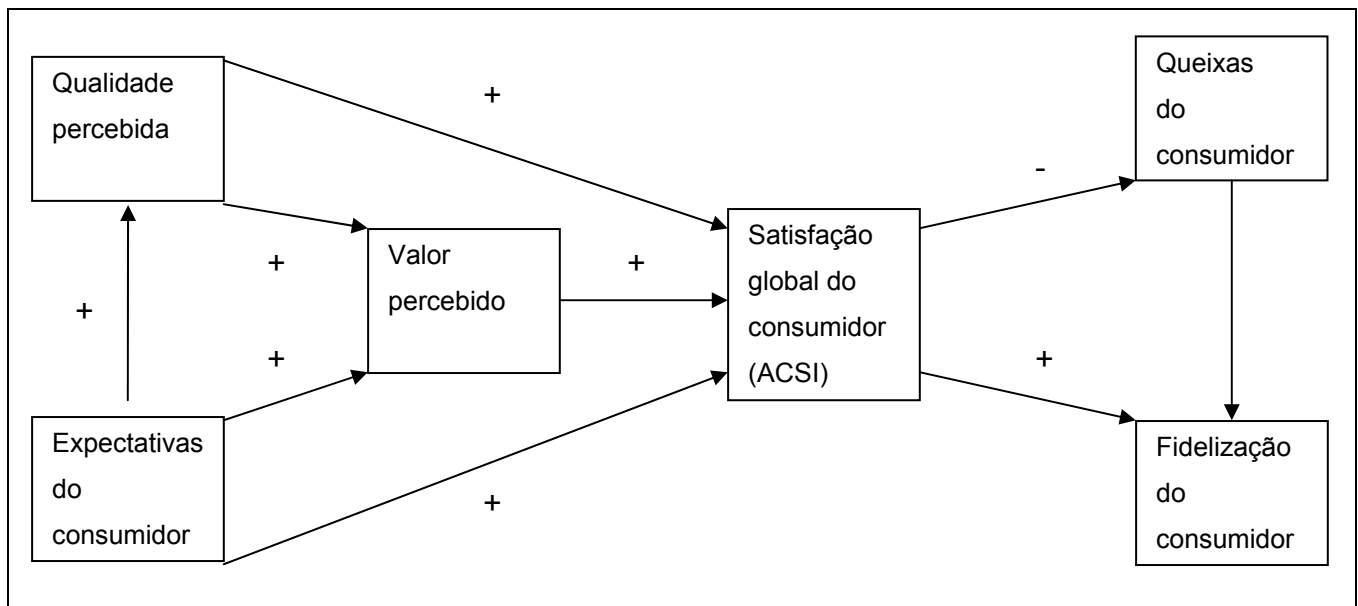 Qualidade
percebida
+
+
+
+
Expectativas
do
consumidor
Valor
percebido
+
+
Satisfação
global do
consumidor
(ACSI)
-
+
Queixas
do
consumidor
Fidelização
do
consumidor